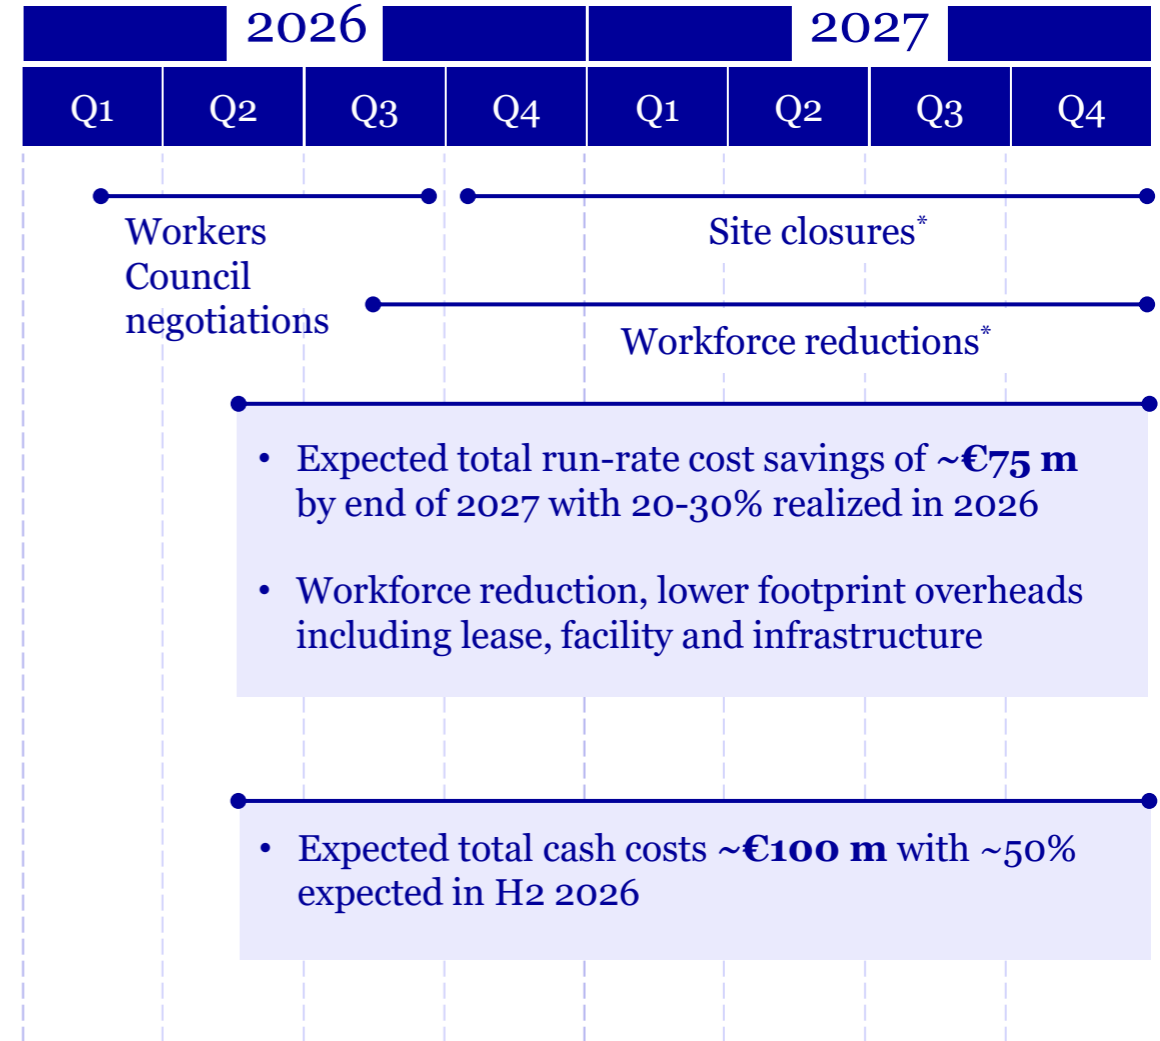 2026 2027
Q1 Q2 Q3 Q4 Q1 Q2 Q3 Q4
Workers
Council
negotiations
Site closures*
Workforce reductions*
• Expected total run-rate cost savings of ~€75 m
by end of 2027 with 20-30% realized in 2026
• Workforce reduction, lower footprint overheads
including lease, facility and infrastructure
• Expected total cash costs ~€100 m with ~50%
expected in H2 2026